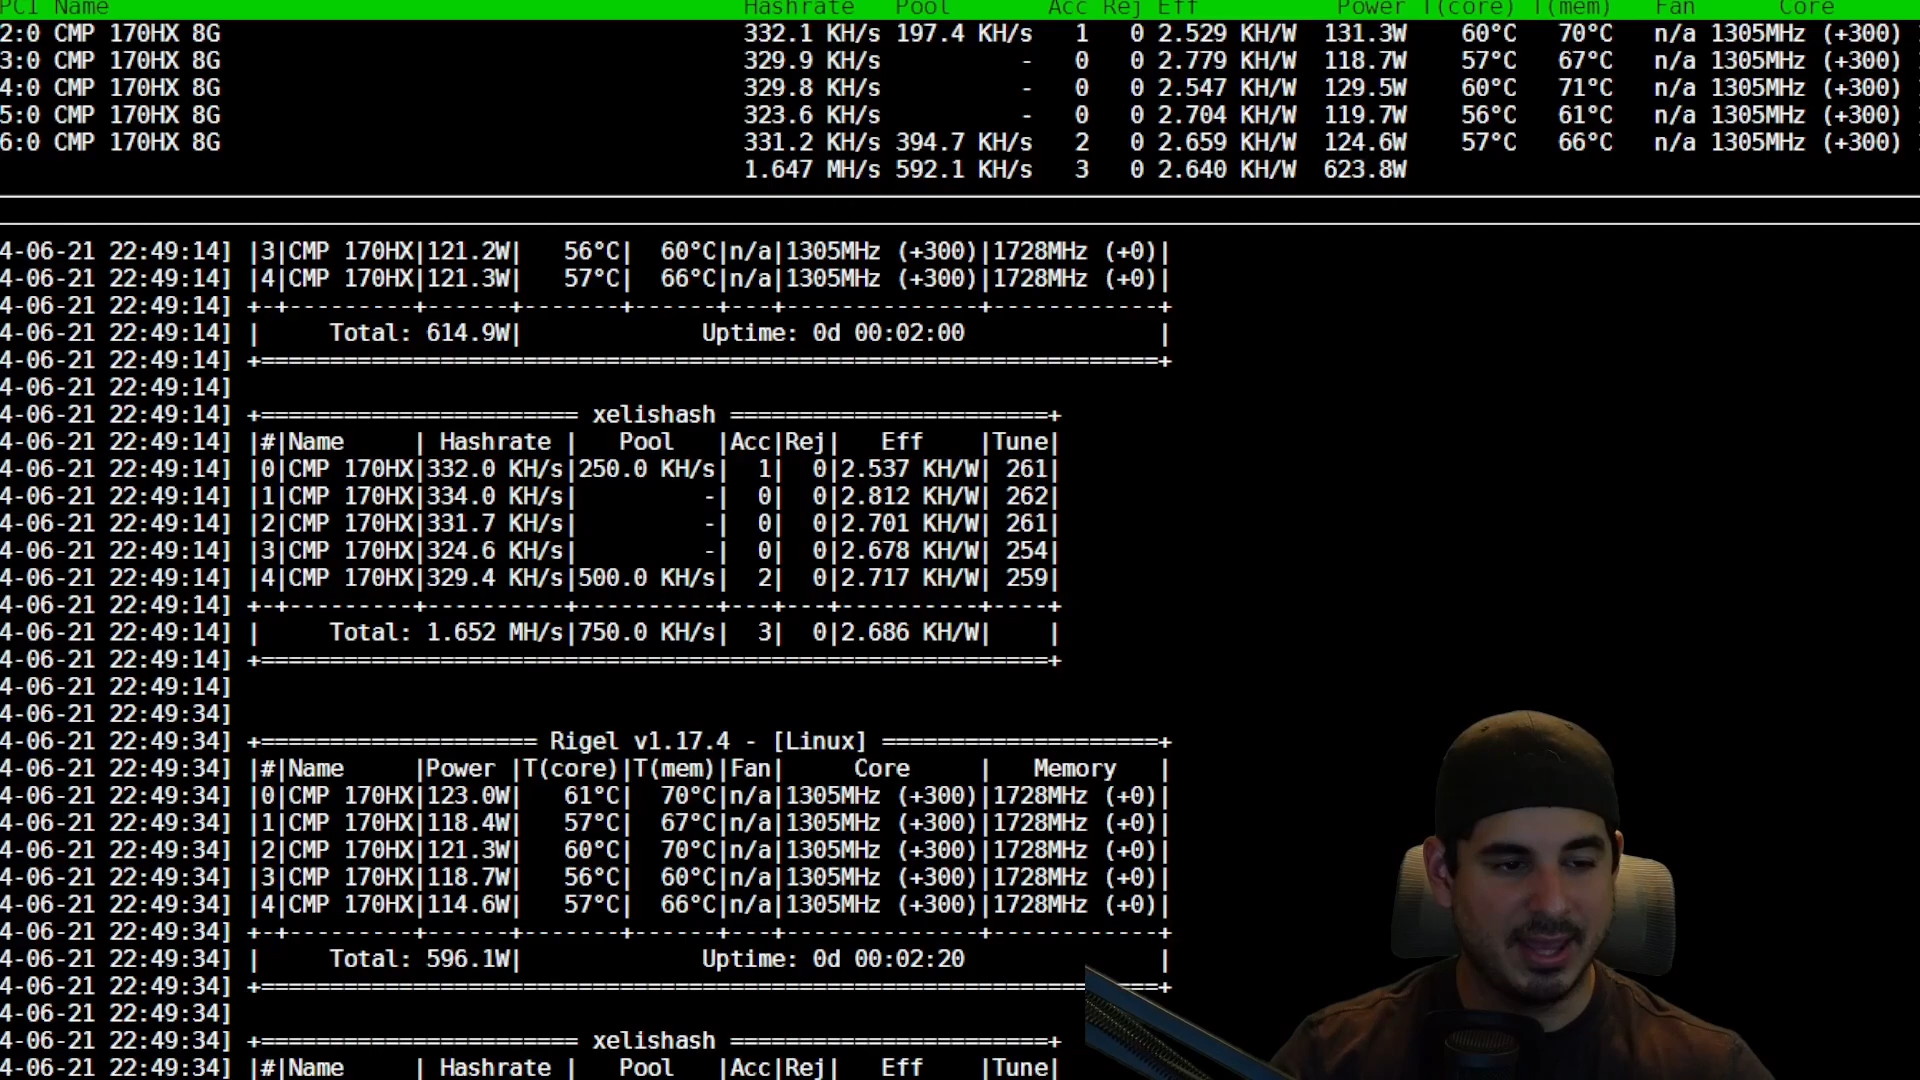 PCI Name Hashrate Pool Acc Rej Eff Power T(core) T(mem) Fan Core
2:0 CMP 170HX 8G 332.1 KH/s 197.4 KH/s 1 0 2.529 KH/W 131.3W 60°C 70°C n/a 1305MHz (+300)
3:0 CMP 170HX 8G 329.9 KH/s - 0 0 2.779 KH/W 118.7W 57°C 67°C n/a 1305MHz (+300)
4:0 CMP 170HX 8G 329.8 KH/s - 0 0 2.547 KH/W 129.5W 60°C 71°C n/a 1305MHz (+300)
5:0 CMP 170HX 8G 323.6 KH/s - 0 0 2.704 KH/W 119.7W 56°C 61°C n/a 1305MHz (+300)
6:0 CMP 170HX 8G 331.2 KH/s 394.7 KH/s 2 0 2.659 KH/W 124.6W 57°C 66°C n/a 1305MHz (+300)
1.647 MH/s 592.1 KH/s 3 0 2.640 KH/W 623.8W
4-06-21 22:49:14] |3|CMP 170HX|121.2W| 56°C| 60°C|n/a|1305MHz (+300)|1728MHz (+0)|
4-06-21 22:49:14] |4|CMP 170HX|121.3W| 57°C| 66°C|n/a|1305MHz (+300)|1728MHz (+0)|
4-06-21 22:49:14] +-+---------+------+-------+------+---+--------------+------------+
4-06-21 22:49:14] | Total: 614.9W| Uptime: 0d 00:02:00 |
4-06-21 22:49:14] +=================================================================+
4-06-21 22:49:14]
4-06-21 22:49:14] +======================= xelishash =======================+
4-06-21 22:49:14] |#|Name | Hashrate | Pool |Acc|Rej| Eff |Tune|
4-06-21 22:49:14] |0|CMP 170HX|332.0 KH/s|250.0 KH/s| 1| 0|2.537 KH/W| 261|
4-06-21 22:49:14] |1|CMP 170HX|334.0 KH/s| -| 0| 0|2.812 KH/W| 262|
4-06-21 22:49:14] |2|CMP 170HX|331.7 KH/s| -| 0| 0|2.701 KH/W| 261|
4-06-21 22:49:14] |3|CMP 170HX|324.6 KH/s| -| 0| 0|2.678 KH/W| 254|
4-06-21 22:49:14] |4|CMP 170HX|329.4 KH/s|500.0 KH/s| 2| 0|2.717 KH/W| 259|
4-06-21 22:49:14] +-+---------+----------+----------+---+---+----------+----+
4-06-21 22:49:14] | Total: 1.652 MH/s|750.0 KH/s| 3| 0|2.686 KH/W| |
4-06-21 22:49:14] +=========================================================+
4-06-21 22:49:14]
4-06-21 22:49:34]
4-06-21 22:49:34] +==================== Rigel v1.17.4 - [Linux] ====================+
4-06-21 22:49:34] |#|Name |Power |T(core)|T(mem)|Fan| Core | Memory |
4-06-21 22:49:34] |0|CMP 170HX|123.0W| 61°C| 70°C|n/a|1305MHz (+300)|1728MHz (+0)|
4-06-21 22:49:34] |1|CMP 170HX|118.4W| 57°C| 67°C|n/a|1305MHz (+300)|1728MHz (+0)|
4-06-21 22:49:34] |2|CMP 170HX|121.3W| 60°C| 70°C|n/a|1305MHz (+300)|1728MHz (+0)|
4-06-21 22:49:34] |3|CMP 170HX|118.7W| 56°C| 60°C|n/a|1305MHz (+300)|1728MHz (+0)|
4-06-21 22:49:34] |4|CMP 170HX|114.6W| 57°C| 66°C|n/a|1305MHz (+300)|1728MHz (+0)|
4-06-21 22:49:34] +-+---------+------+-------+------+---+--------------+------------+
4-06-21 22:49:34] | Total: 596.1W| Uptime: 0d 00:02:20 |
4-06-21 22:49:34] +=================================================================+
4-06-21 22:49:34]
4-06-21 22:49:34] +======================= xelishash =======================+
4-06-21 22:49:34] |#|Name | Hashrate | Pool |Acc|Rej| Eff |Tune|